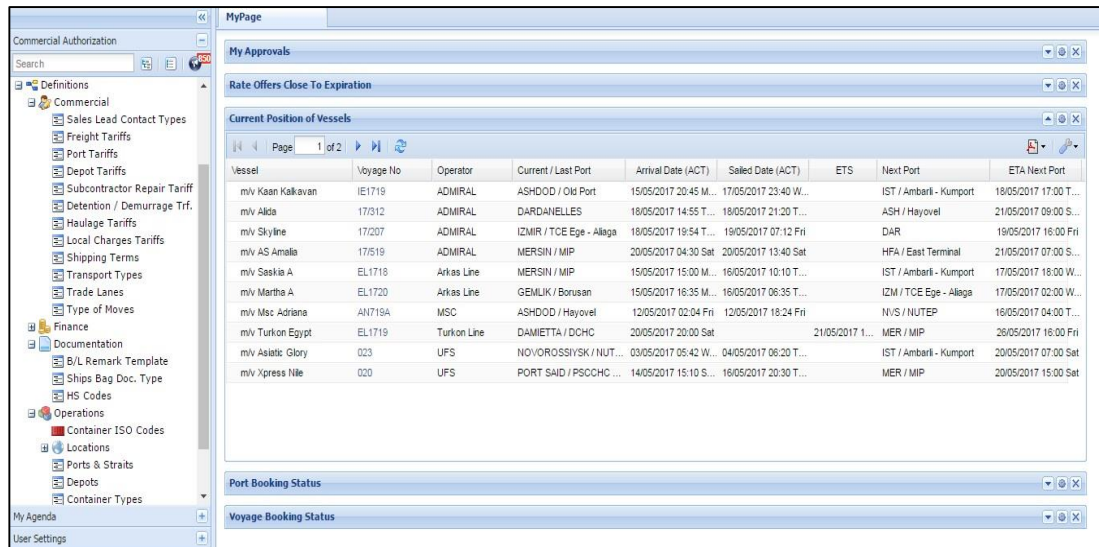 MyPage
Commercial Authorization
Search
Definitions
Commercial
Sales Lead Contact Types
Freight Tariffs
Port Tariffs
Depot Tariffs
Subcontractor Repair Tariff
Detention / Demurrage Trf.
Haulage Tariffs
Local Charges Tariffs
Shipping Terms
Transport Types
Trade Lanes
Type of Moves
Finance
Documentation
B/L Remark Template
Ships Bag Doc. Type
HS Codes
Operations
Container ISO Codes
Locations
Ports & Straits
Depots
Container Types
My Agenda
User Settings
My Approvals
Rate Offers Close To Expiration
Current Position of Vessels
Page 1 of 2
Vessel Voyage No Operator Current / Last Port Arrival Date (ACT) Sailed Date (ACT) ETS Next Port ETA Next Port
m/v Kaan Kalkavan IE1719 ADMIRAL ASHDOD / Old Port 15/05/2017 20:45 M... 17/05/2017 23:40 W... IST / Ambarli - Kumport 18/05/2017 17:00 T...
m/v Alida 17/312 ADMIRAL DARDANELLES 18/05/2017 14:55 T... 18/05/2017 21:20 T... ASH / Hayovel 21/05/2017 09:00 S...
m/v Skyline 17/207 ADMIRAL IZMIR / TCE Ege - Aliaga 18/05/2017 19:54 T... 19/05/2017 07:12 Fri DAR 19/05/2017 16:00 Fri
m/v AS Amalia 17/519 ADMIRAL MERSIN / MIP 20/05/2017 04:30 Sat 20/05/2017 13:40 Sat HFA / East Terminal 21/05/2017 07:00 S...
m/v Saskia A EL1718 Arkas Line MERSIN / MIP 15/05/2017 15:00 M... 16/05/2017 10:10 T... IST / Ambarli - Kumport 17/05/2017 18:00 W...
m/v Martha A EL1720 Arkas Line GEMLIK / Borusan 15/05/2017 16:35 M... 16/05/2017 06:35 T... IZM / TCE Ege - Aliaga 17/05/2017 02:00 W...
m/v Msc Adriana AN719A MSC ASHDOD / Hayovel 12/05/2017 02:04 Fri 12/05/2017 18:24 Fri NVS / NUTEP 16/05/2017 04:00 T...
m/v Turkon Egypt EL1719 Turkon Line DAMIETTA / DCHC 20/05/2017 20:00 Sat 21/05/2017 1... MER / MIP 26/05/2017 16:00 Fri
m/v Asiatic Glory 023 UFS NOVOROSSIYSK / NUT... 03/05/2017 05:42 W... 04/05/2017 06:20 T... IST / Ambarli - Kumport 20/05/2017 07:00 Sat
m/v Xpress Nile 020 UFS PORT SAID / PSCCHC ... 14/05/2017 15:10 S... 16/05/2017 20:30 T... MER / MIP 20/05/2017 15:00 Sat
Port Booking Status
Voyage Booking Status